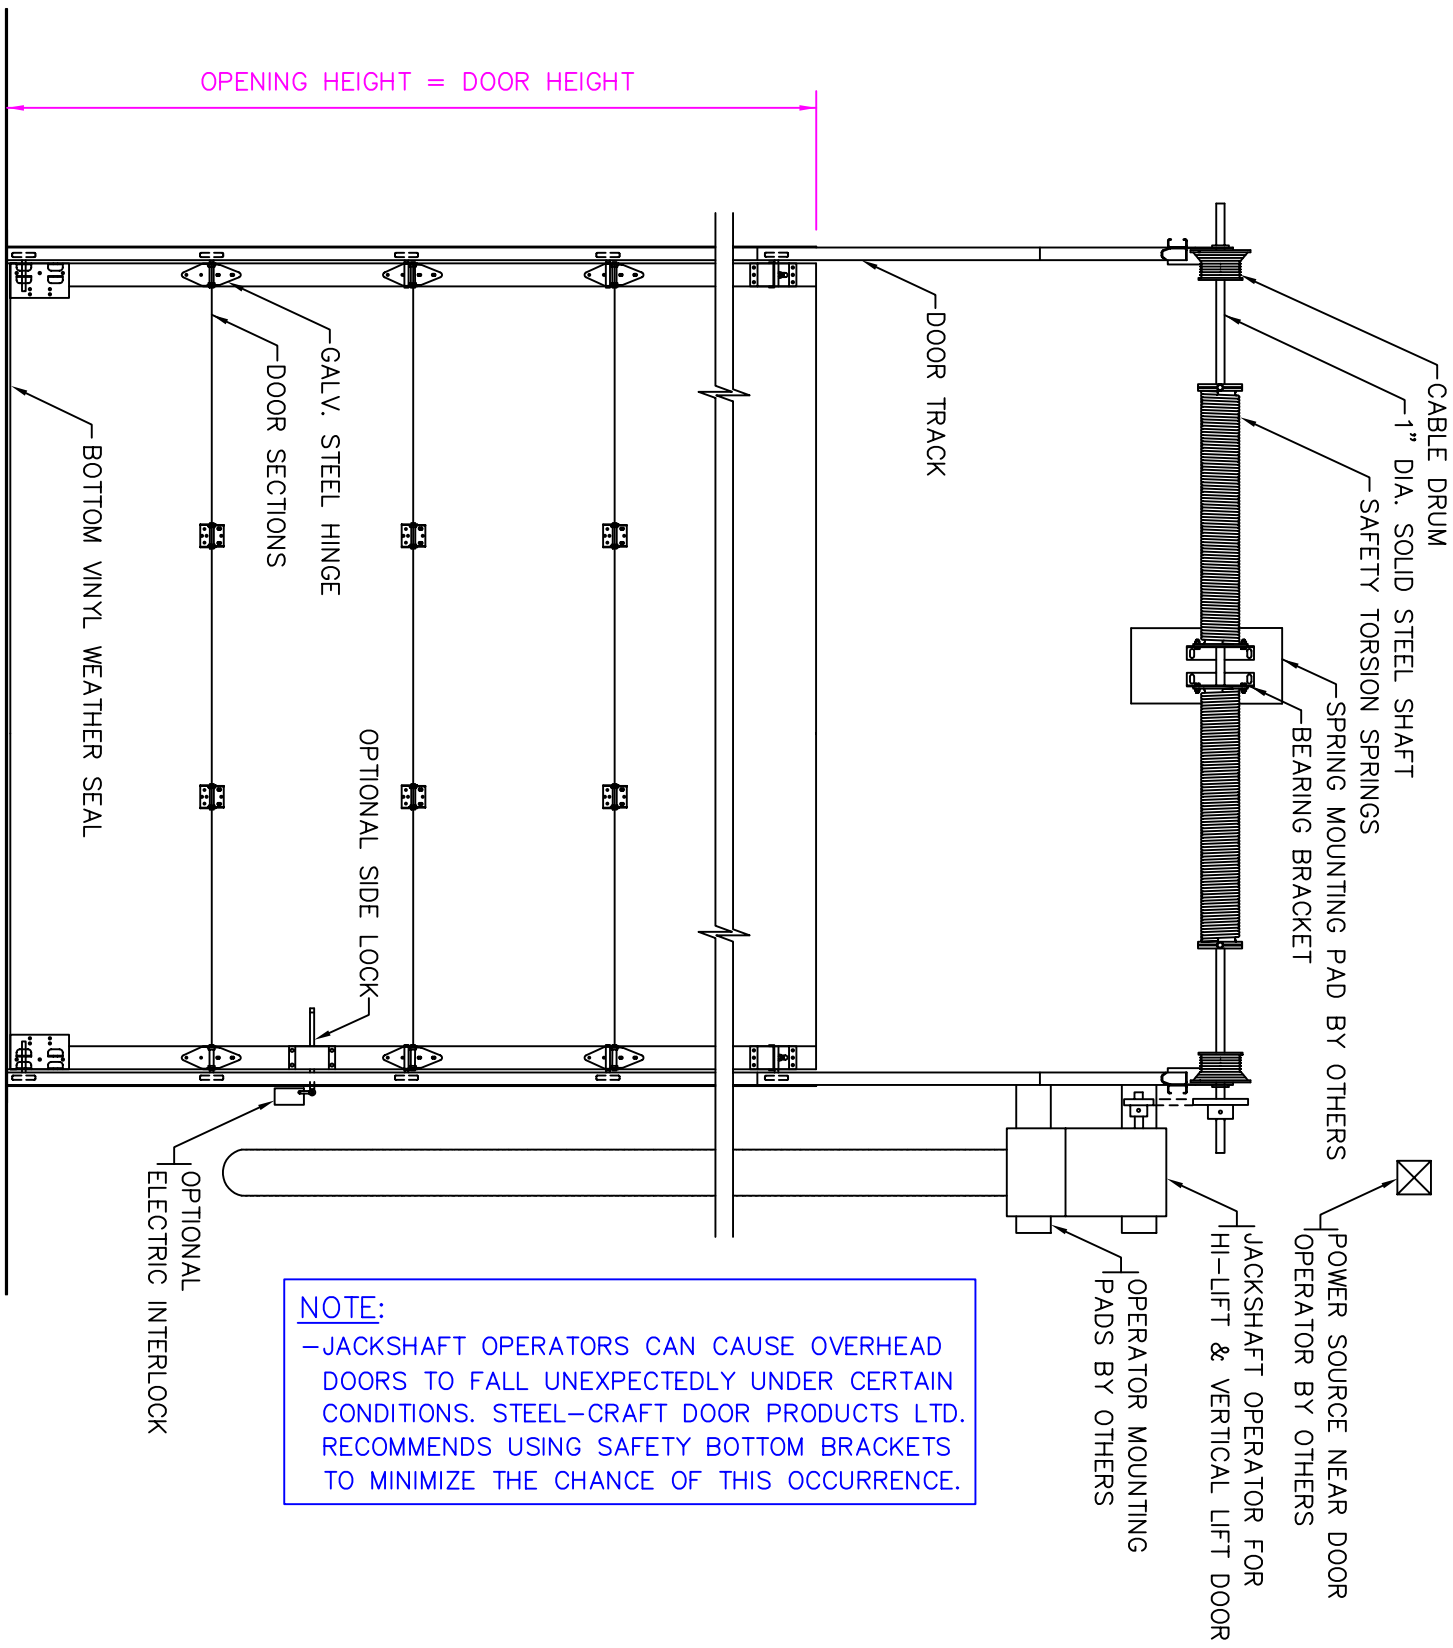 OPENING HEIGHT = DOOR HEIGHT
CABLE DRUM
1" DIA. SOLID STEEL SHAFT
SAFETY TORSION SPRINGS
SPRING MOUNTING PAD BY OTHERS
BEARING BRACKET
POWER SOURCE NEAR DOOR
OPERATOR BY OTHERS
JACKSHAFT OPERATOR FOR
HI-LIFT & VERTICAL LIFT DOOR
OPERATOR MOUNTING
PADS BY OTHERS
DOOR TRACK
GALV. STEEL HINGE
DOOR SECTIONS
BOTTOM VINYL WEATHER SEAL
OPTIONAL SIDE LOCK
OPTIONAL
ELECTRIC INTERLOCK
NOTE:
-JACKSHAFT OPERATORS CAN CAUSE OVERHEAD
DOORS TO FALL UNEXPECTEDLY UNDER CERTAIN
CONDITIONS. STEEL-CRAFT DOOR PRODUCTS LTD.
RECOMMENDS USING SAFETY BOTTOM BRACKETS
TO MINIMIZE THE CHANCE OF THIS OCCURRENCE.